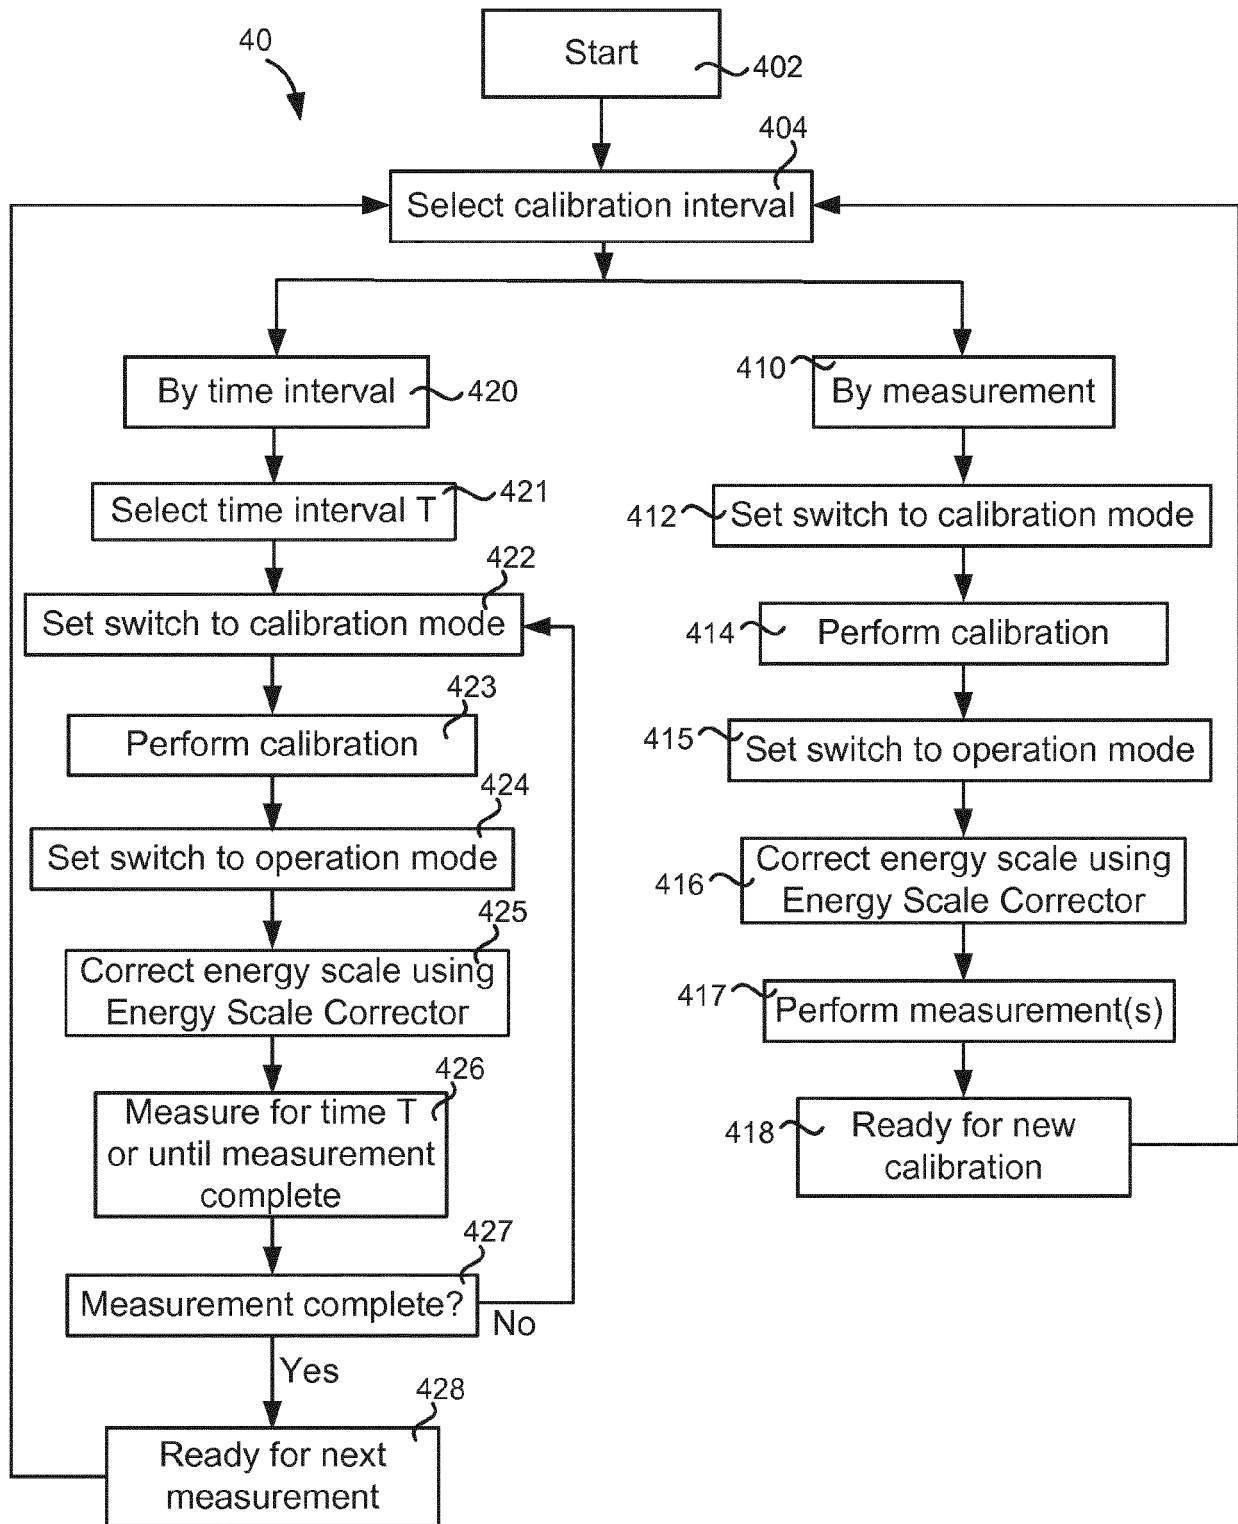 40
Start
402
404
Select calibration interval
By time interval
420
421
Select time interval T
422
Set switch to calibration mode
423
Perform calibration
424
Set switch to operation mode
425
Correct energy scale using
Energy Scale Corrector
426
Measure for time T
or until measurement
complete
427
Measurement complete?
No
Yes
428
Ready for next
measurement
410
By measurement
412
Set switch to calibration mode
414
Perform calibration
415
Set switch to operation mode
416
Correct energy scale using
Energy Scale Corrector
417
Perform measurement(s)
418
Ready for new
calibration